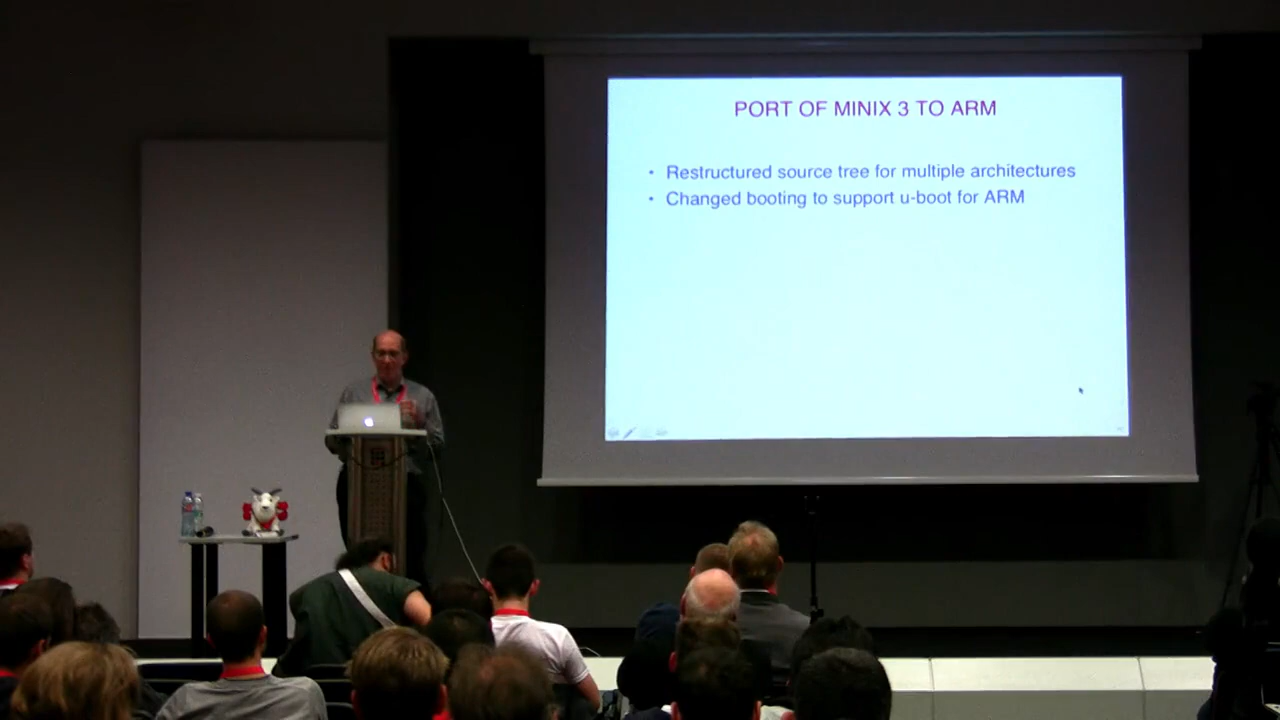 PORT OF MINIX 3 TO ARM
• Restructured source tree for multiple architectures
• Changed booting to support u-boot for ARM